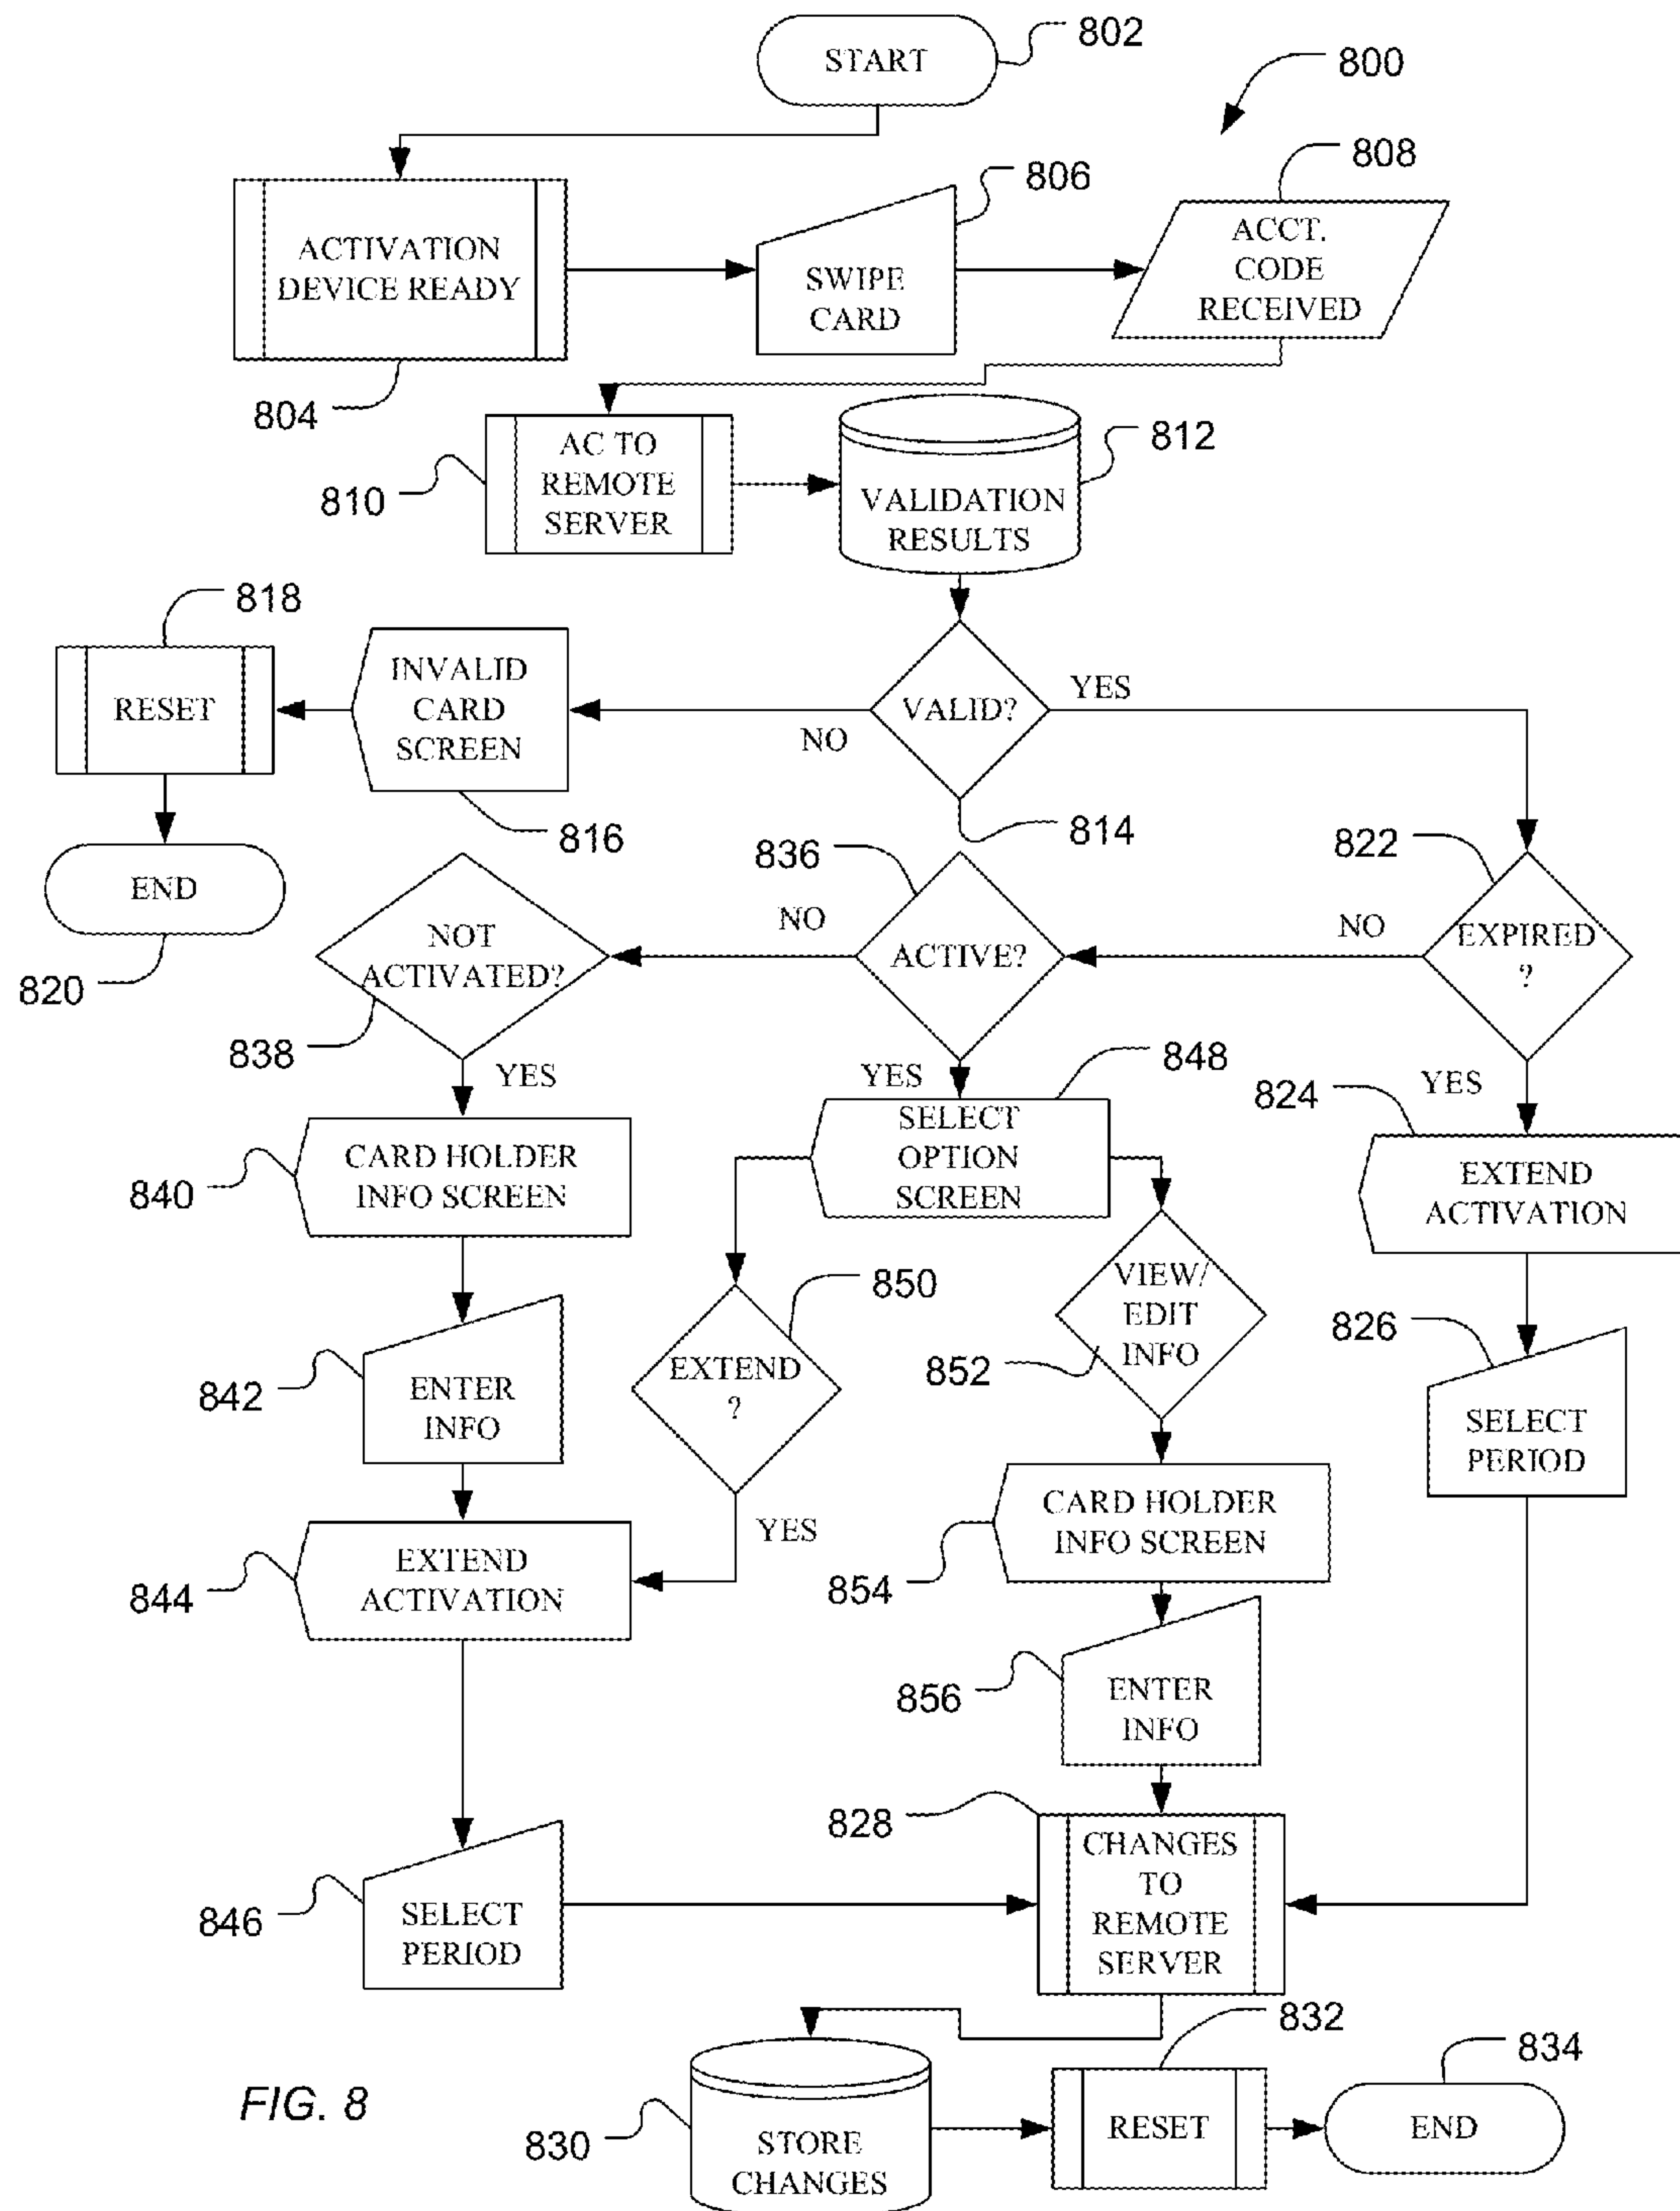 START
802
800
ACTIVATION
DEVICE READY
804
SWIPE
CARD
806
ACCT.
CODE
RECEIVED
808
AC TO
REMOTE
SERVER
810
VALIDATION
RESULTS
812
VALID?
814
YES
NO
INVALID
CARD
SCREEN
816
RESET
818
END
820
EXPIRED
?
822
NO
YES
ACTIVE?
836
NO
YES
NOT
ACTIVATED?
838
YES
CARD HOLDER
INFO SCREEN
840
ENTER
INFO
842
EXTEND
ACTIVATION
844
SELECT
PERIOD
846
SELECT
OPTION
SCREEN
848
EXTEND
?
850
YES
VIEW/
EDIT
INFO
852
CARD HOLDER
INFO SCREEN
854
ENTER
INFO
856
EXTEND
ACTIVATION
824
SELECT
PERIOD
826
CHANGES
TO
REMOTE
SERVER
828
STORE
CHANGES
830
RESET
832
END
834
FIG. 8